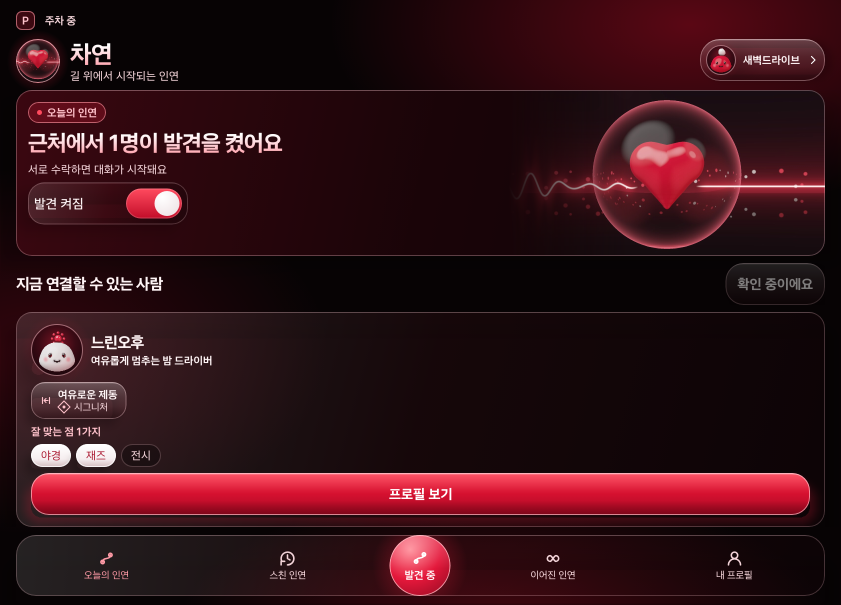 P 주차 중
차연
길 위에서 시작되는 인연
새벽드라이브
오늘의 인연
근처에서 1명이 발견을 켰어요
서로 수락하면 대화가 시작돼요
발견 켜짐
지금 연결할 수 있는 사람
확인 중이에요
느린오후
여유롭게 멈추는 밤 드라이버
여유로운 제동
시그니처
잘 맞는 점 1가지
야경 재즈 전시
프로필 보기
오늘의 인연 스친 인연 발견 중 이어진 인연 내 프로필